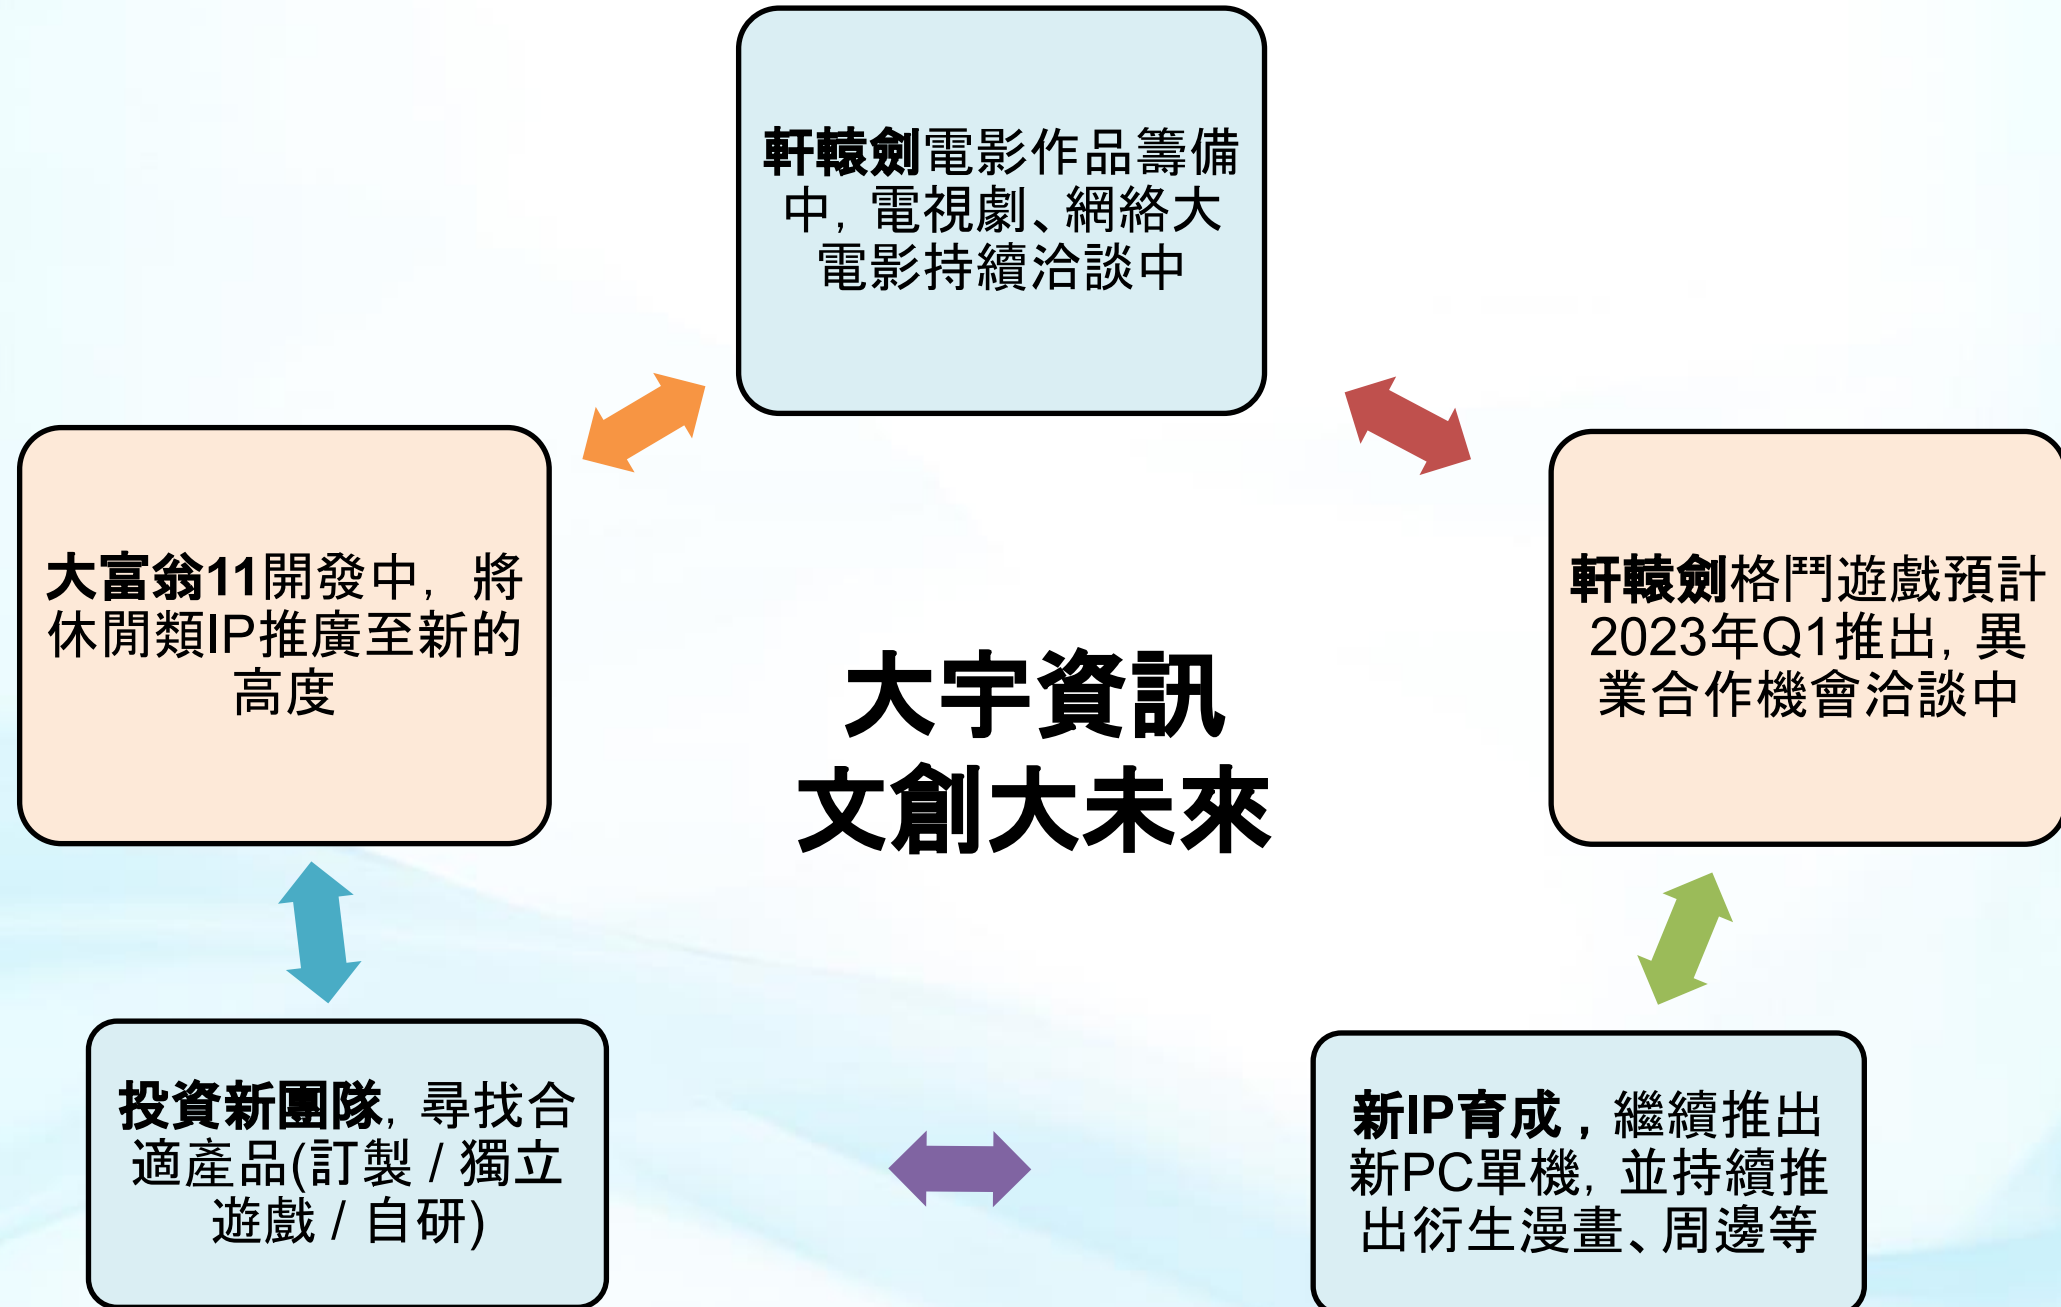 軒轅劍電影作品籌備
中，電視劇、網絡大
電影持續洽談中
大富翁11開發中，將
休閒類IP推廣至新的
高度
軒轅劍格鬥遊戲預計
2023年Q1推出，異
業合作機會洽談中
大宇資訊
文創大未來
投資新團隊，尋找合
適產品(訂製 / 獨立
遊戲 / 自研)
新IP育成，繼續推出
新PC單機，並持續推
出衍生漫畫、周邊等